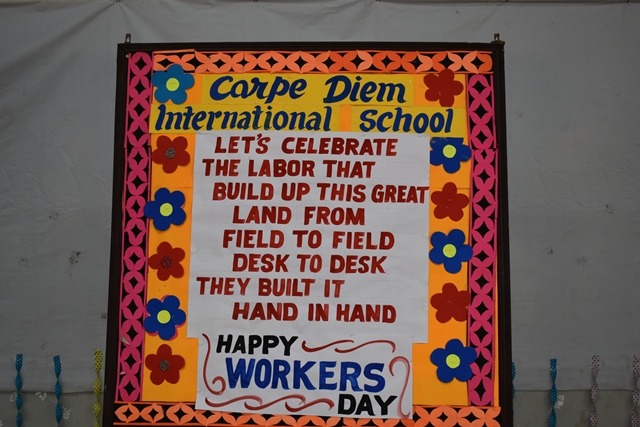 Carpe Diem
International School
LET'S CELEBRATE
THE LABOR THAT
BUILD UP THIS GREAT
LAND FROM
FIELD TO FIELD
DESK TO DESK
THEY BUILT IT
HAND IN HAND
HAPPY
WORKERS
DAY